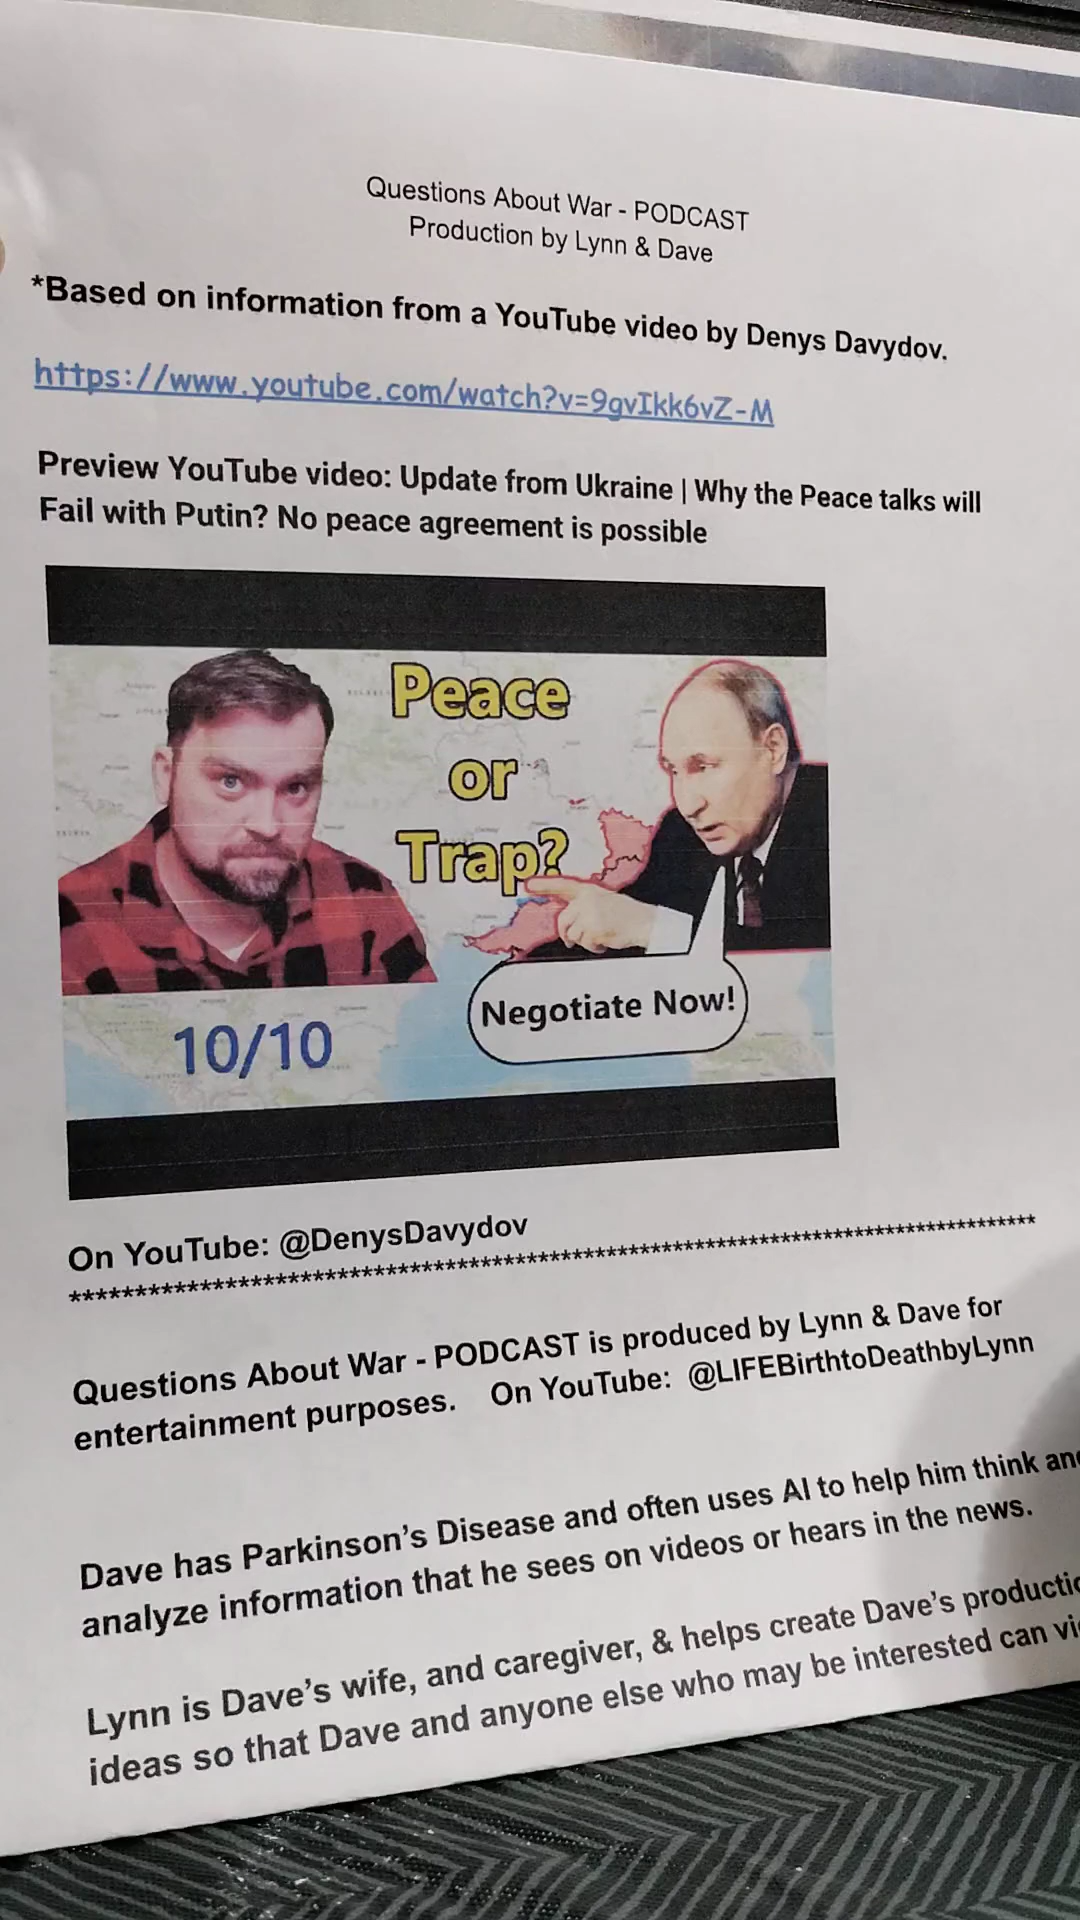 Questions About War - PODCAST
Production by Lynn & Dave
*Based on information from a YouTube video by Denys Davydov.
https://www.youtube.com/watch?v=9gvIkk6vZ-M
Preview YouTube video: Update from Ukraine | Why the Peace talks will
Fail with Putin? No peace agreement is possible
Peace
or
Trap?
Negotiate Now!
10/10
On YouTube: @DenysDavydov
*******************************************************************************
Questions About War - PODCAST is produced by Lynn & Dave for
entertainment purposes. On YouTube: @LIFEBirthtoDeathbyLynn
Dave has Parkinson's Disease and often uses AI to help him think
analyze information that he sees on videos or hears in the news.
Lynn is Dave's wife, and caregiver, & helps create Dave's
ideas so that Dave and anyone else who may be interested can